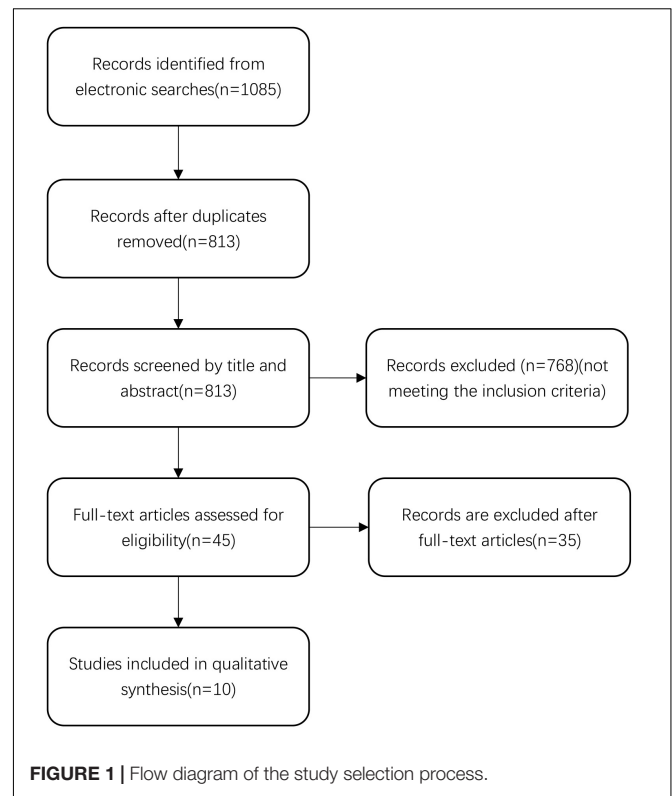 Records identified from
electronic searches(n=1085)
Records after duplicates
removed(n=813)
Records screened by title and
abstract(n=813)
Records excluded (n=768)(not
meeting the inclusion criteria)
Full-text articles assessed for
eligibility(n=45)
Records are excluded after
full-text articles(n=35)
Studies included in qualitative
synthesis(n=10)
FIGURE 1 | Flow diagram of the study selection process.